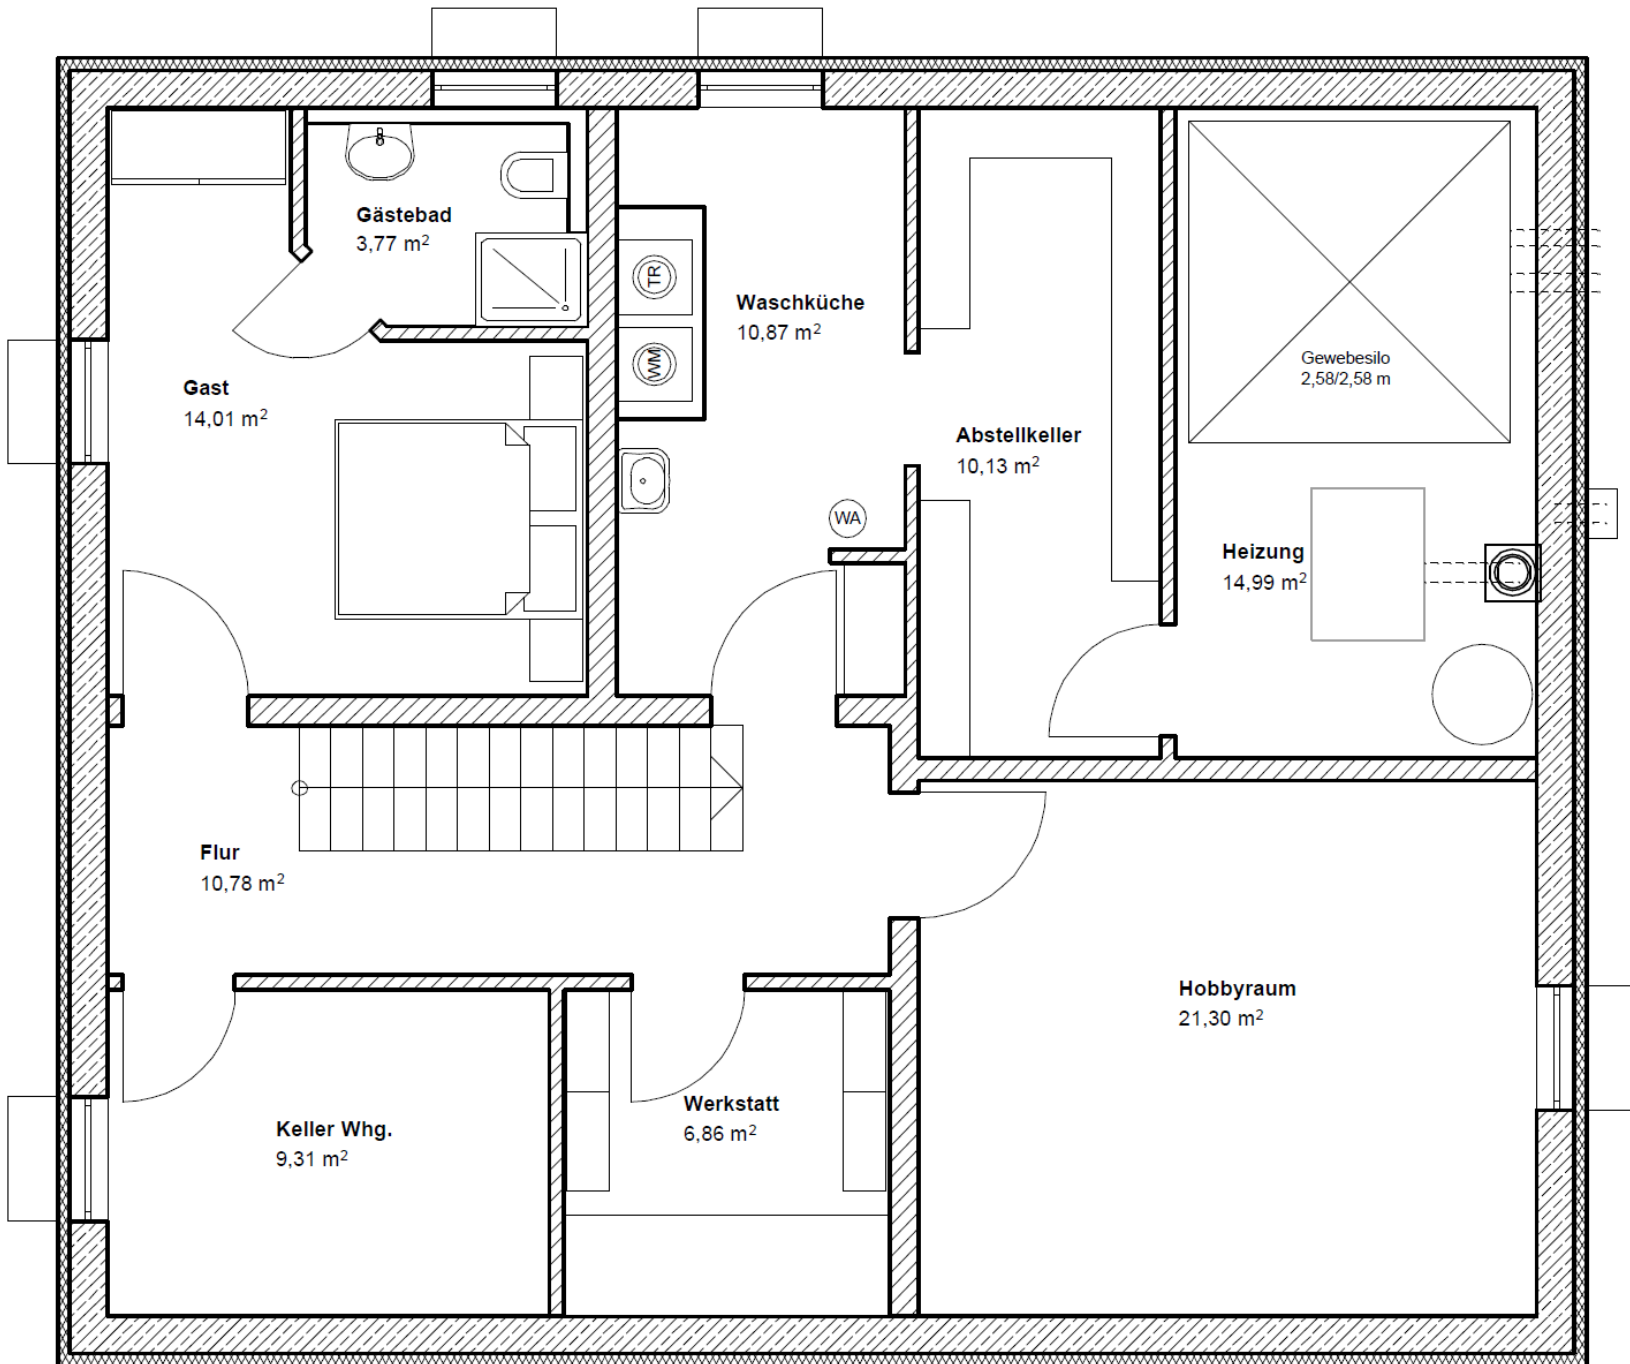 Gästebad
3,77 m²
TR
Waschküche
10,87 m²
WM
Gewebesilo
2,58/2,58 m
Gast
14,01 m²
Abstellkeller
10,13 m²
WA
Heizung
14,99 m²
Flur
10,78 m²
Hobbyraum
21,30 m²
Werkstatt
6,86 m²
Keller Whg.
9,31 m²